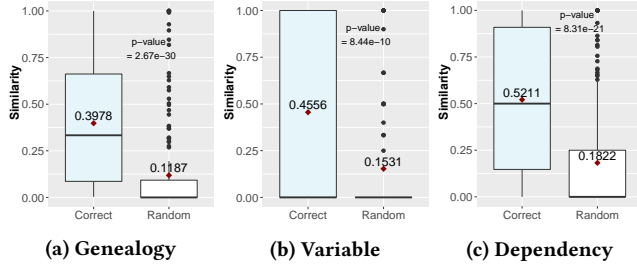 Similarity
1.00
0.75
0.50
0.25
0.00
p-value
= 2.67e-30
0.3978
0.1187
Correct
Random
(a) Genealogy
Similarity
1.00
0.75
0.50
0.25
0.00
p-value
= 8.44e-10
0.4556
0.1531
Correct
Random
(b) Variable
Similarity
1.00
0.75
0.50
0.25
0.00
p-value
= 8.31e-21
0.5211
0.1822
Correct
Random
(c) Dependency